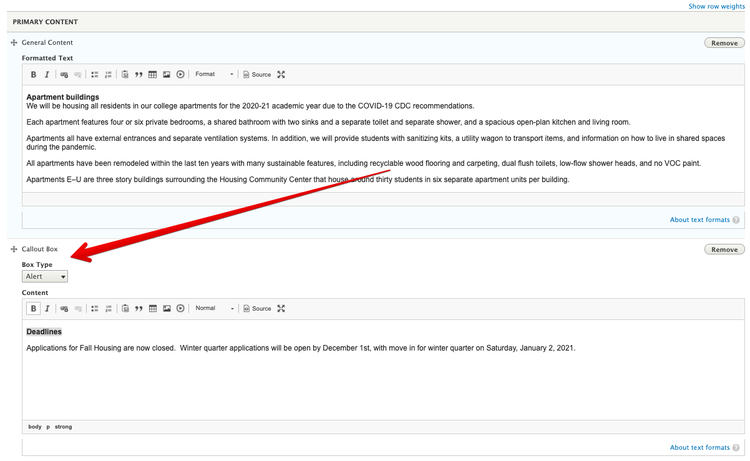 Show row weights
PRIMARY CONTENT
General Content
Remove
Formatted Text
B I Format Source
Apartment buildings
We will be housing all residents in our college apartments for the 2020-21 academic year due to the COVID-19 CDC recommendations.
Each apartment features four or six private bedrooms, a shared bathroom with two sinks and a separate toilet and separate shower, and a spacious open-plan kitchen and living room.
Apartments all have external entrances and separate ventilation systems. In addition, we will provide students with sanitizing kits, a utility wagon to transport items, and information on how to live in shared spaces
during the pandemic.
All apartments have been remodeled within the last ten years with many sustainable features, including recyclable wood flooring and carpeting, dual flush toilets, low-flow shower heads, and no VOC paint.
Apartments E–U are three story buildings surrounding the Housing Community Center that house around thirty students in six separate apartment units per building.
About text formats ?
Callout Box
Remove
Box Type
Alert
Content
B I Normal Source
Deadlines
Applications for Fall Housing are now closed. Winter quarter applications will be open by December 1st, with move in for winter quarter on Saturday, January 2, 2021.
body p strong
About text formats ?